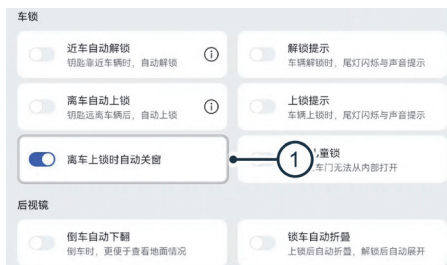 车锁
近车自动解锁
钥匙靠近车辆时，自动解锁
解锁提示
车辆解锁时，尾灯闪烁与声音提示
离车自动上锁
钥匙远离车辆后，自动上锁
上锁提示
车辆上锁时，尾灯闪烁与声音提示
离车上锁时自动关窗
1
童锁
车门无法从内部打开
后视镜
倒车自动下翻
倒车时，更便于查看地面情况
锁车自动折叠
上锁后自动折叠，解锁后自动展开